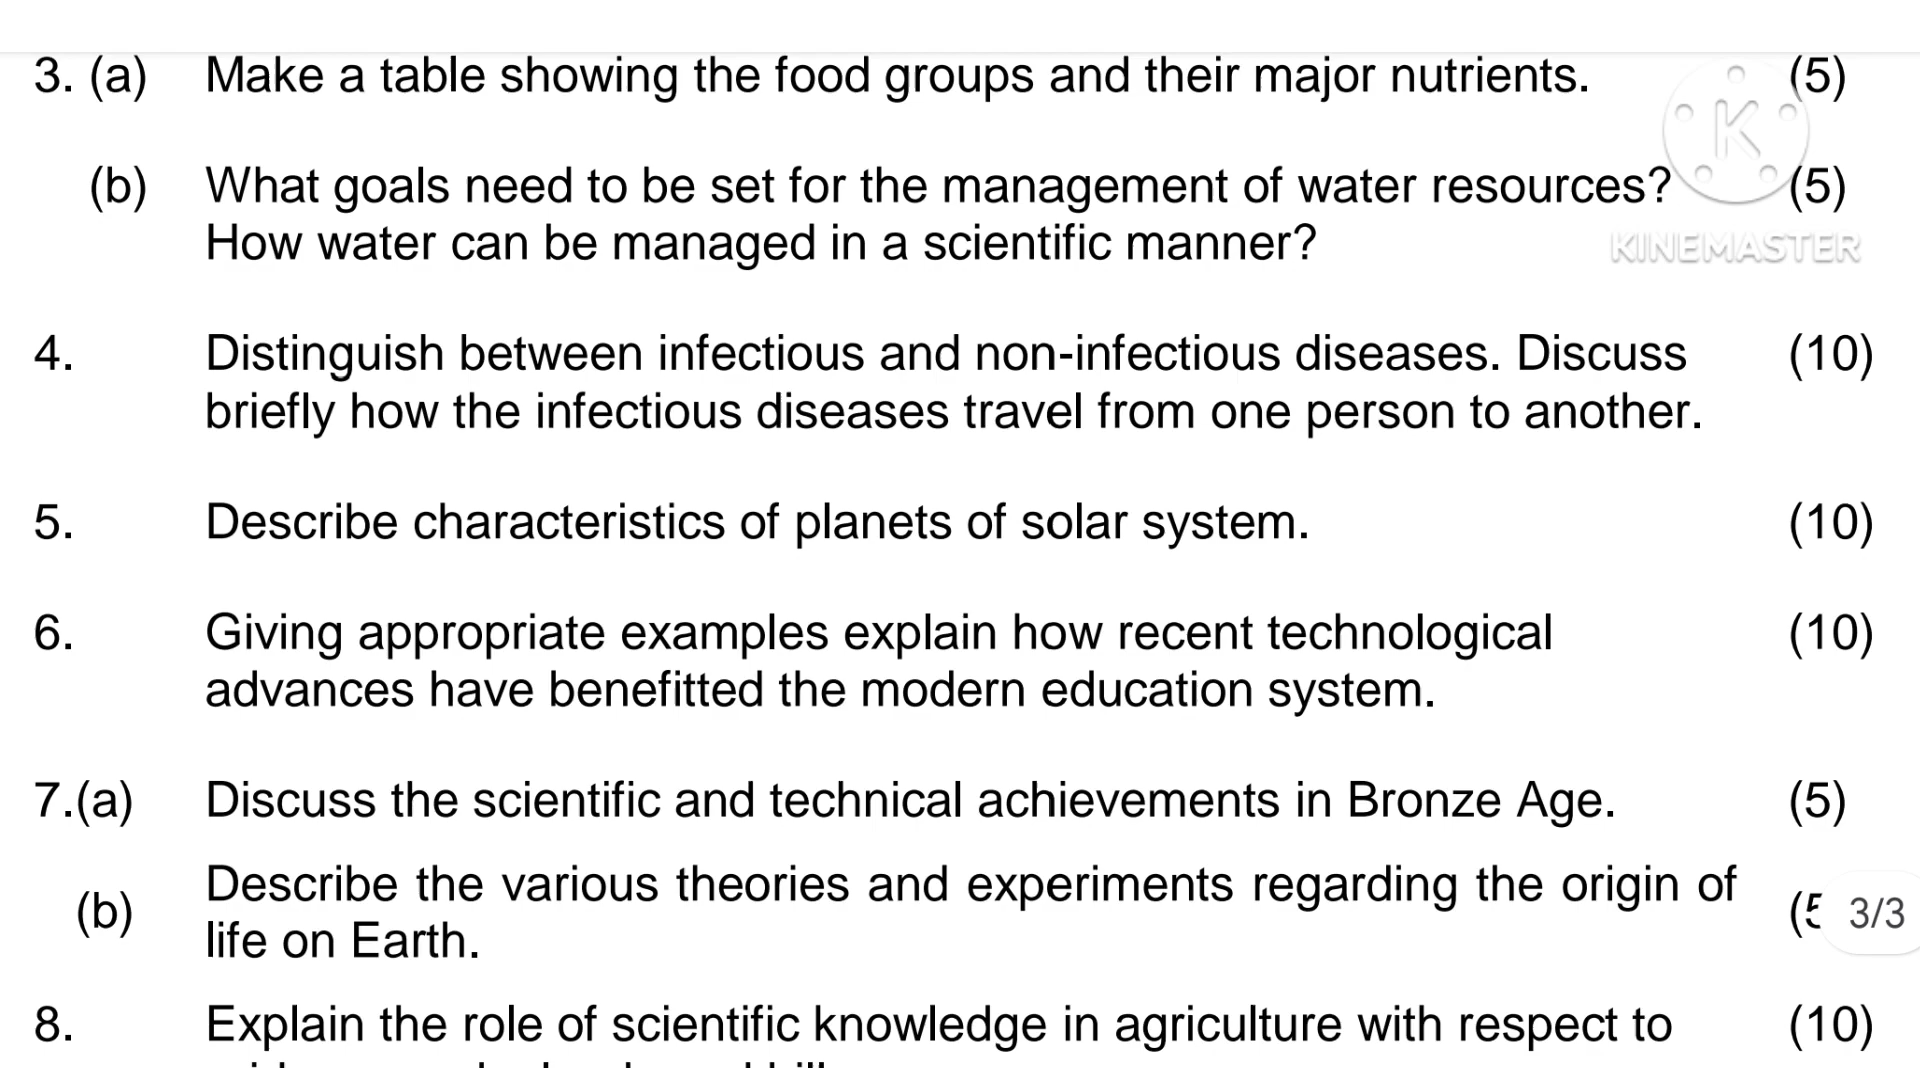 3. (a) Make a table showing the food groups and their major nutrients. (5)
(b) What goals need to be set for the management of water resources? (5)
How water can be managed in a scientific manner?
K
KINEMASTER
4. Distinguish between infectious and non-infectious diseases. Discuss (10)
briefly how the infectious diseases travel from one person to another.
5. Describe characteristics of planets of solar system. (10)
6. Giving appropriate examples explain how recent technological (10)
advances have benefitted the modern education system.
7.(a) Discuss the scientific and technical achievements in Bronze Age. (5)
(b) Describe the various theories and experiments regarding the origin of
life on Earth. (5
3/3
8. Explain the role of scientific knowledge in agriculture with respect to (10)